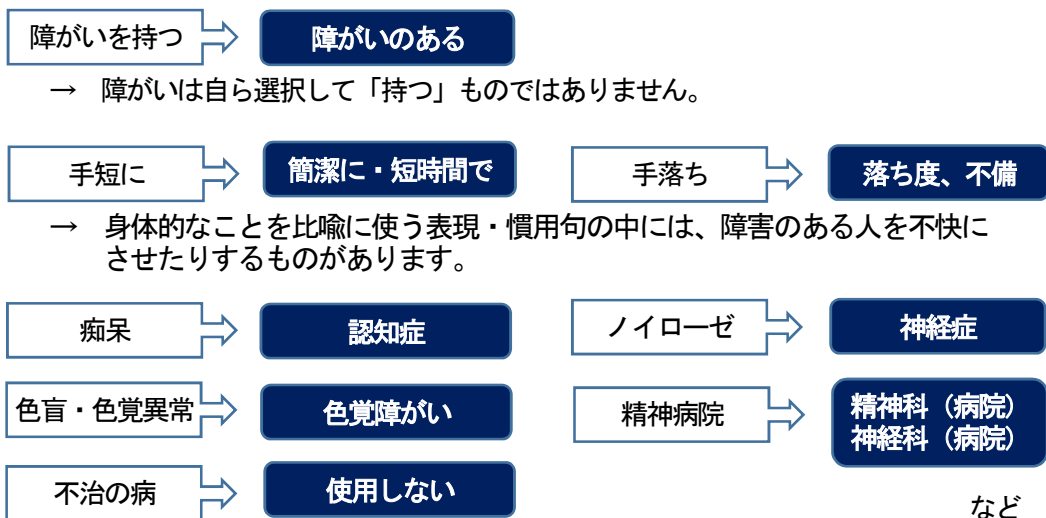 障がいを持つ 障がいのある
→ 障がいは自ら選択して「持つ」ものではありません。
手短に 簡潔に・短時間で 手落ち 落ち度、不備
→ 身体的なことを比喩に使う表現・慣用句の中には、障害のある人を不快に
させたりするものがあります。
痴呆 認知症 ノイローゼ 神経症
色盲・色覚異常 色覚障がい 精神病院 精神科（病院）
神経科（病院）
不治の病 使用しない
など